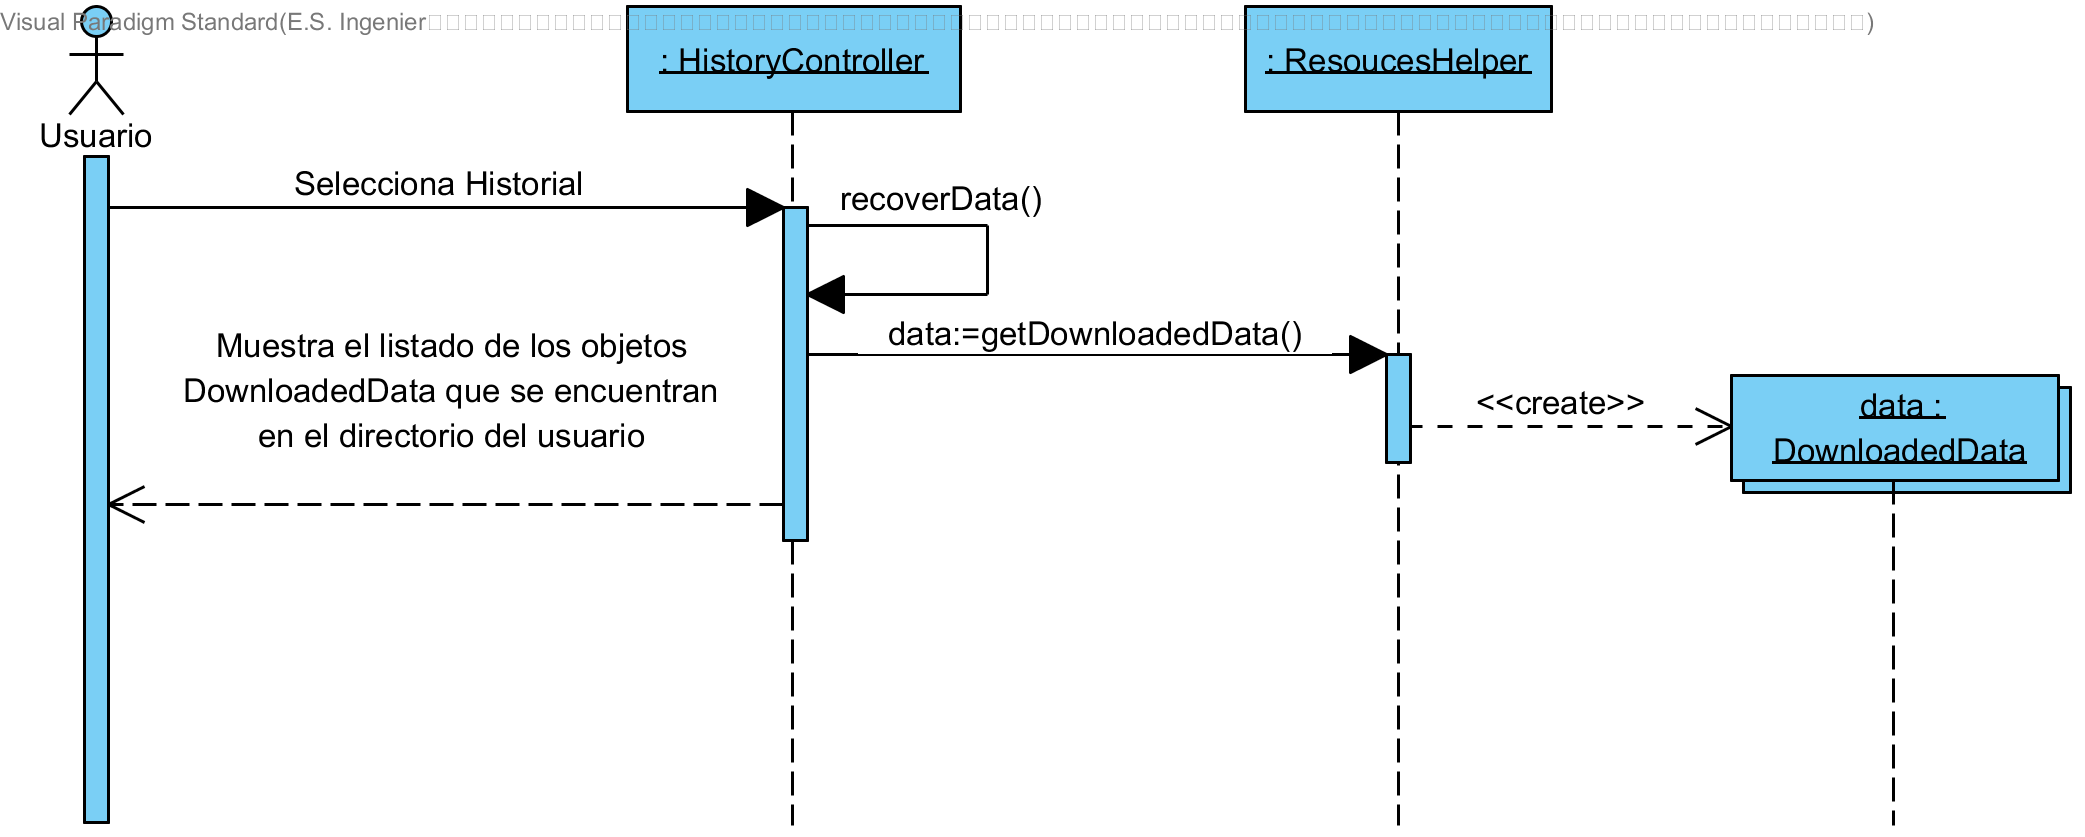 Visual Paradigm Standard(E.S. Ingenier
: HistoryController
: ResoucesHelper
Usuario
Selecciona Historial
recoverData()
data:=getDownloadedData()
Muestra el listado de los objetos
DownloadedData que se encuentran
en el directorio del usuario
<<create>>
data :
DownloadedData